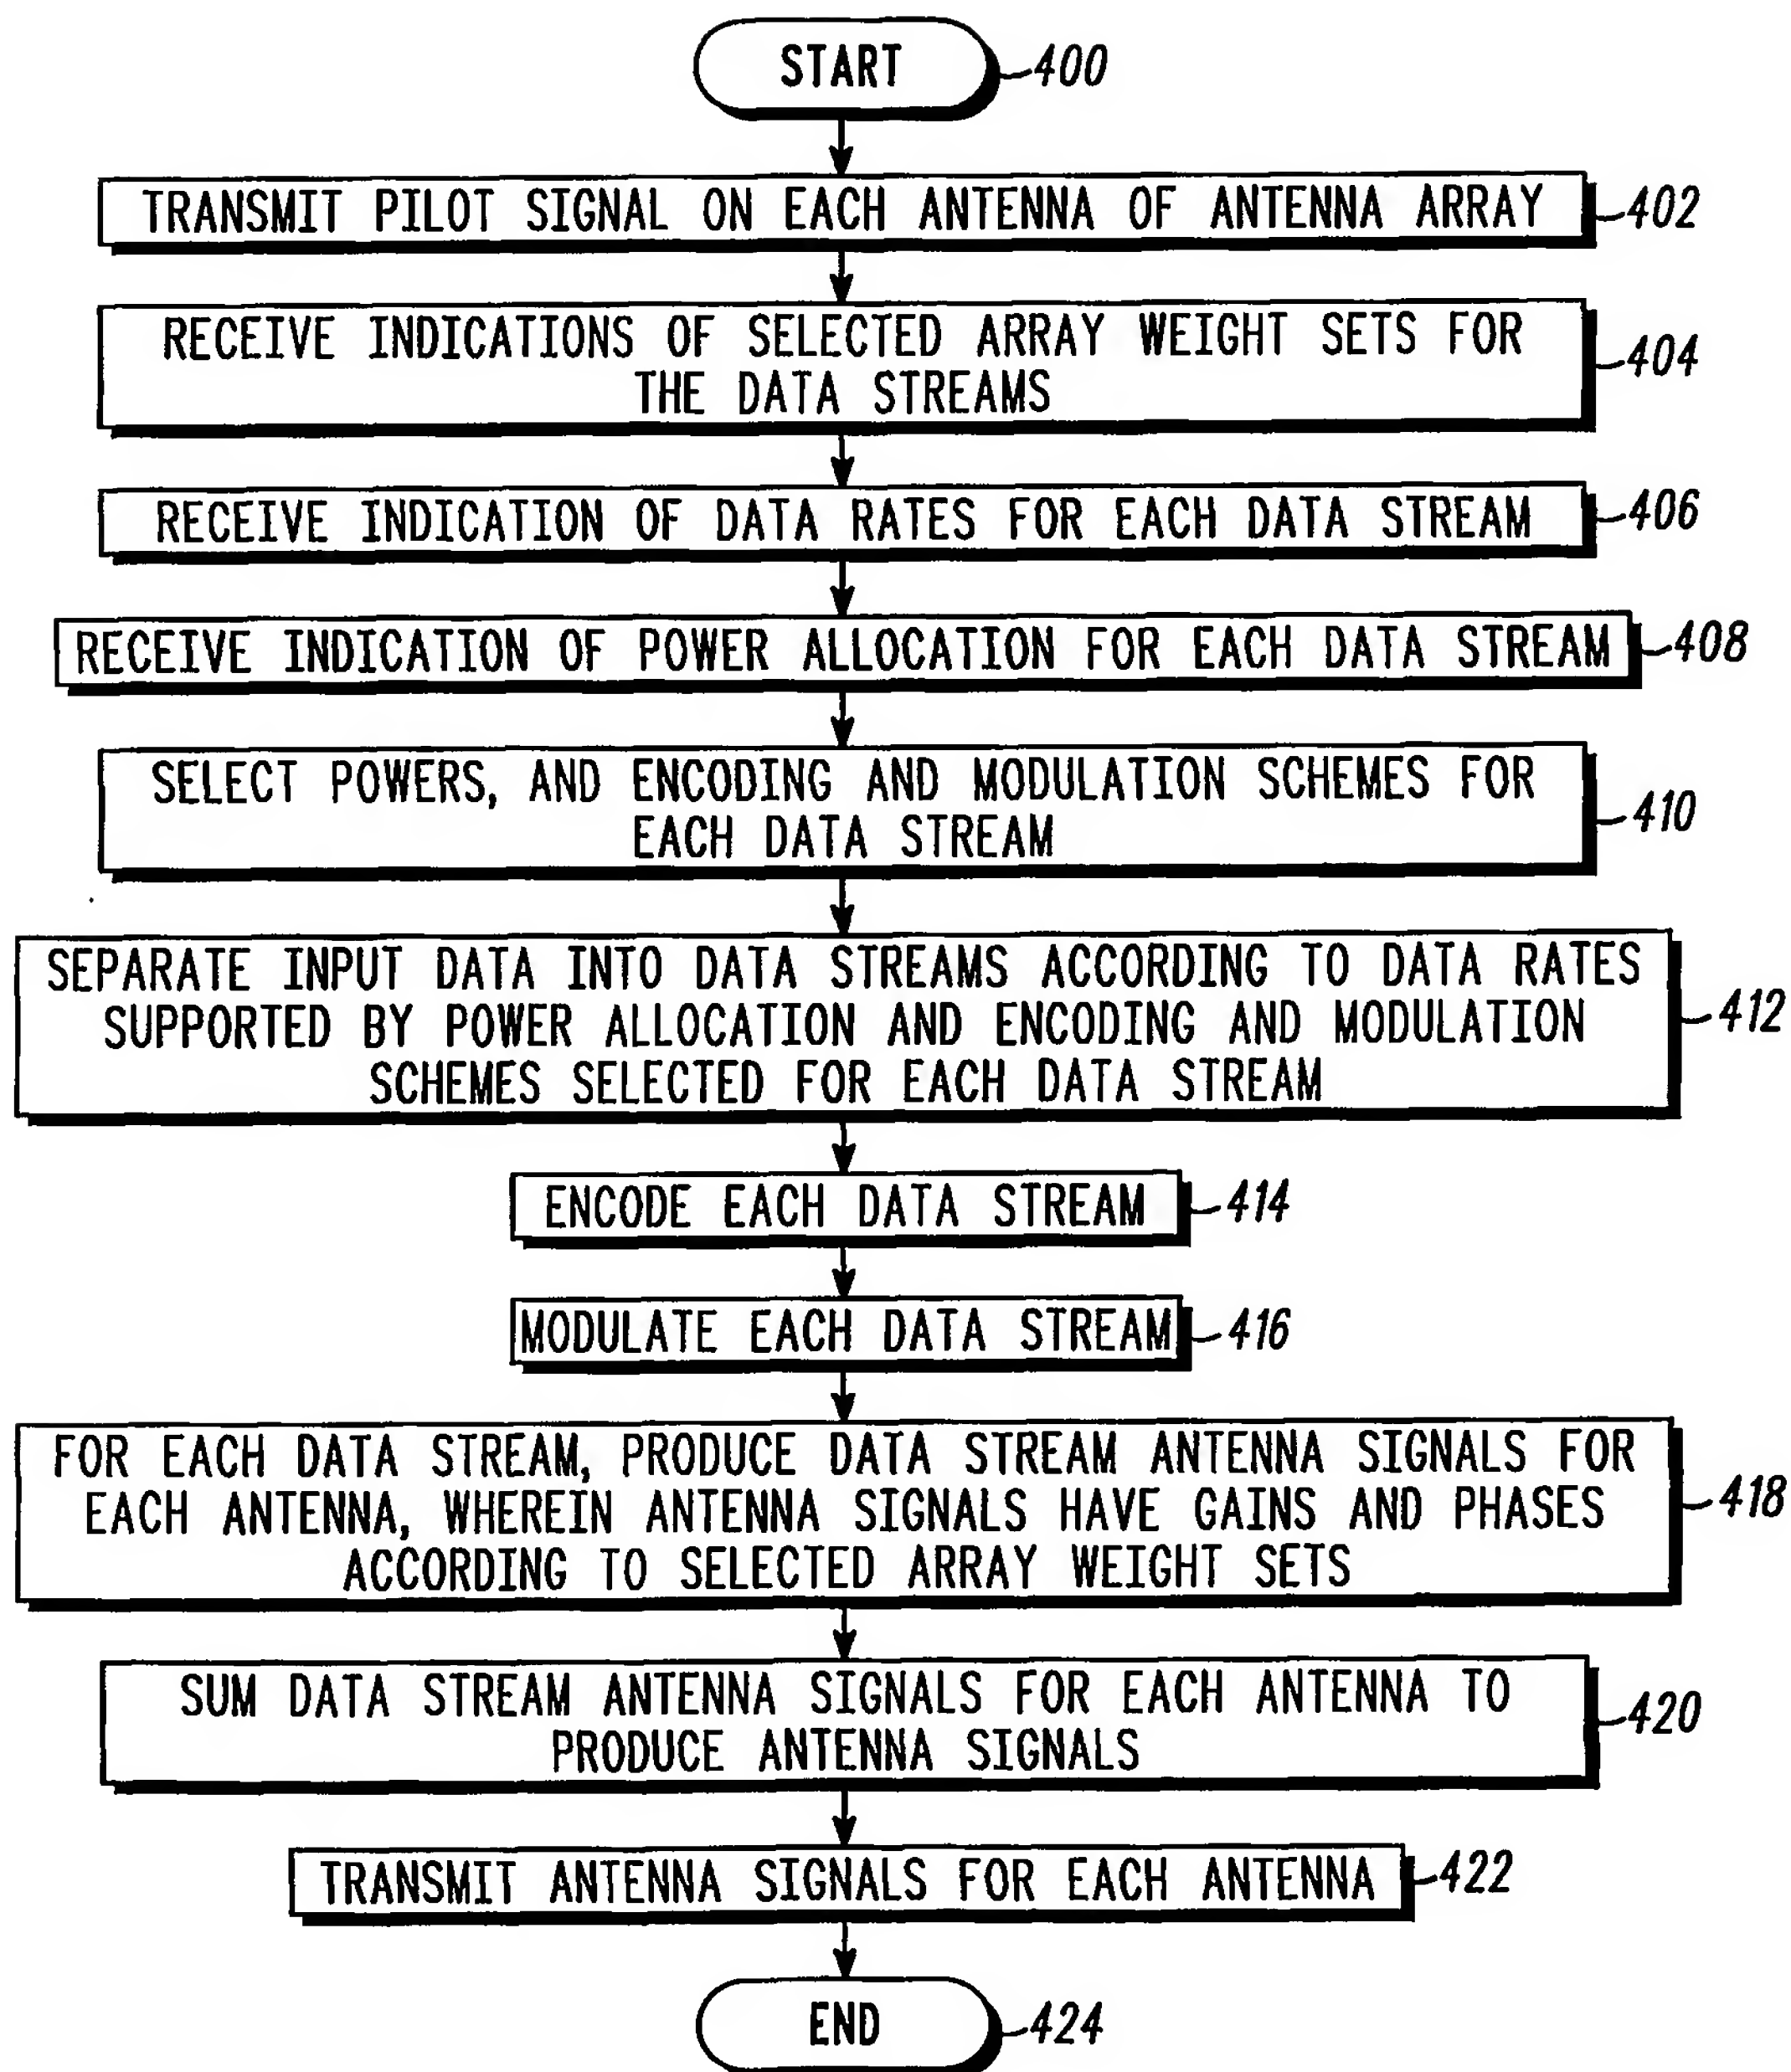 START
400
TRANSMIT PILOT SIGNAL ON EACH ANTENNA OF ANTENNA ARRAY
402
RECEIVE INDICATIONS OF SELECTED ARRAY WEIGHT SETS FOR
THE DATA STREAMS
404
RECEIVE INDICATION OF DATA RATES FOR EACH DATA STREAM
406
RECEIVE INDICATION OF POWER ALLOCATION FOR EACH DATA STREAM
408
SELECT POWERS, AND ENCODING AND MODULATION SCHEMES FOR
EACH DATA STREAM
410
SEPARATE INPUT DATA INTO DATA STREAMS ACCORDING TO DATA RATES
SUPPORTED BY POWER ALLOCATION AND ENCODING AND MODULATION
SCHEMES SELECTED FOR EACH DATA STREAM
412
ENCODE EACH DATA STREAM
414
MODULATE EACH DATA STREAM
416
FOR EACH DATA STREAM, PRODUCE DATA STREAM ANTENNA SIGNALS FOR
EACH ANTENNA, WHEREIN ANTENNA SIGNALS HAVE GAINS AND PHASES
ACCORDING TO SELECTED ARRAY WEIGHT SETS
418
SUM DATA STREAM ANTENNA SIGNALS FOR EACH ANTENNA TO
PRODUCE ANTENNA SIGNALS
420
TRANSMIT ANTENNA SIGNALS FOR EACH ANTENNA
422
END
424